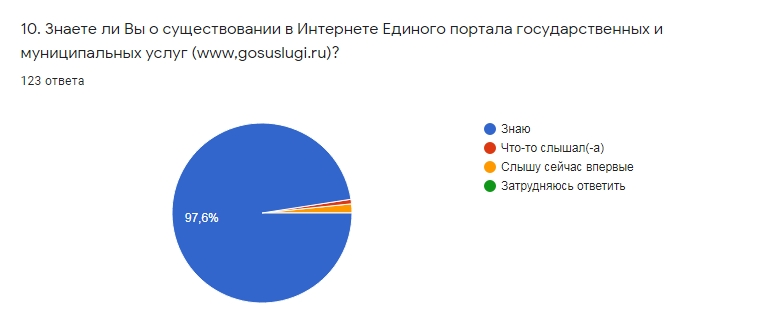 10. Знаете ли Вы о существовании в Интернете Единого портала государственных и
муниципальных услуг (www,gosuslugi.ru)?
123 ответа
97,6%
Знаю
Что-то слышал(-а)
Слышу сейчас впервые
Затрудняюсь ответить